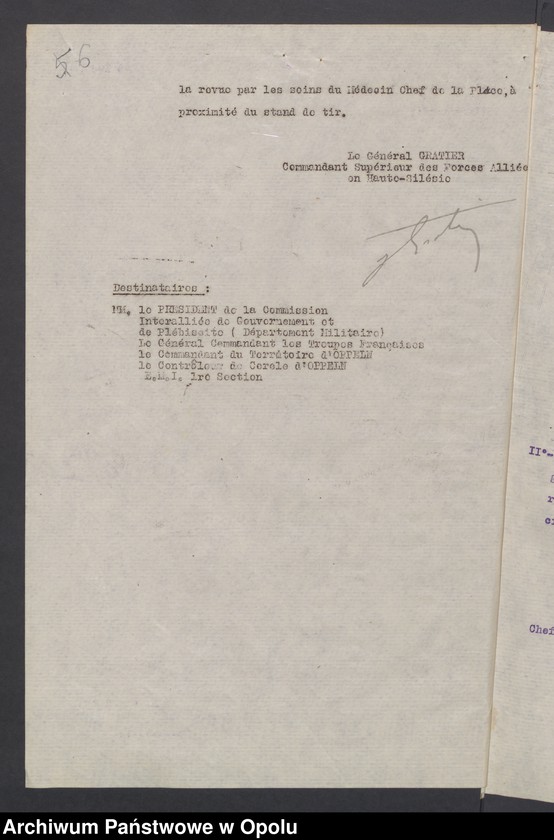 56
la revue par les soins du Médecin Chef de la Place, à
proximité du stand de tir.
Le Général GRATIER
Commandant Supérieur des Forces Alliée
en Haute-Silésie
Destinataires :
MM. le PRESIDENT de la Commission
Interalliée de Gouvernement et
de Plébiscite ( Département Militaire)
Le Général Commandant les Troupes Françaises
le Commandant du Territoire d'OPPELN
le Contrôleur de Cercle d'OPPELN
E.M.I. 1re Section
II°-
Chef
Archiwum Państwowe w Opolu